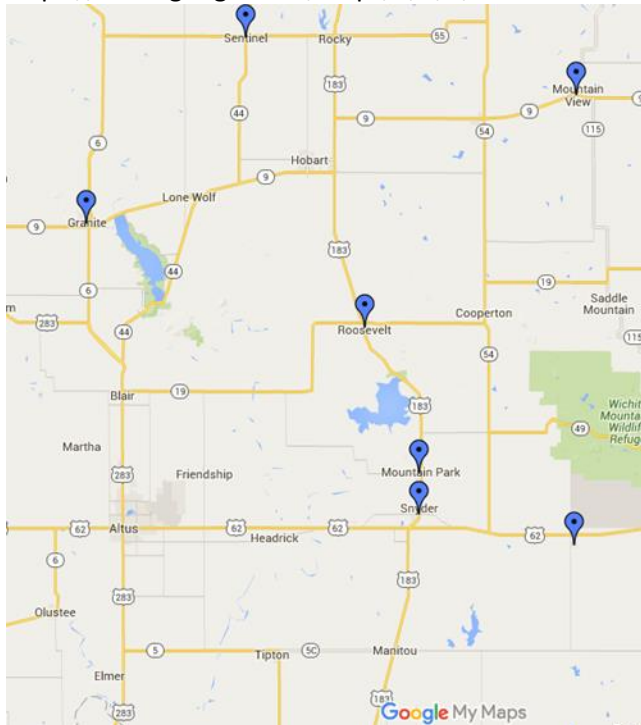 Sentinel
Rocky
55
183
Mountain
View
6
44
9
54
9
9
115
Hobart
9
Lone Wolf
Granite
9
183
44
6
19
Saddle
Mountain
283
44
Roosevelt
Cooperton
115
54
Blair
19
183
Wichit
Mounta
Wildlif
Refug
49
Martha
283
Friendship
Mountain Park
Snyder
62
Altus
62
Headrick
62
62
6
183
283
Olustee
5
Tipton
5C
Manitou
Elmer
283
183
Google My Maps